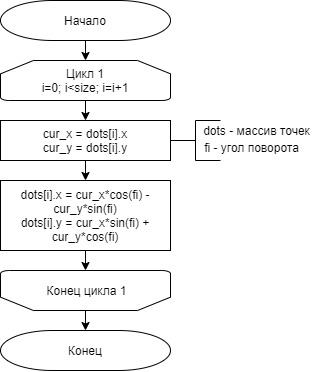 Начало
Цикл 1
i=0; i<size; i=i+1
cur_x = dots[i].x
cur_y = dots[i].y
dots - массив точек
fi - угол поворота
dots[i].x = cur_x*cos(fi) -
cur_y*sin(fi)
dots[i].y = cur_x*sin(fi) +
cur_y*cos(fi)
Конец цикла 1
Конец